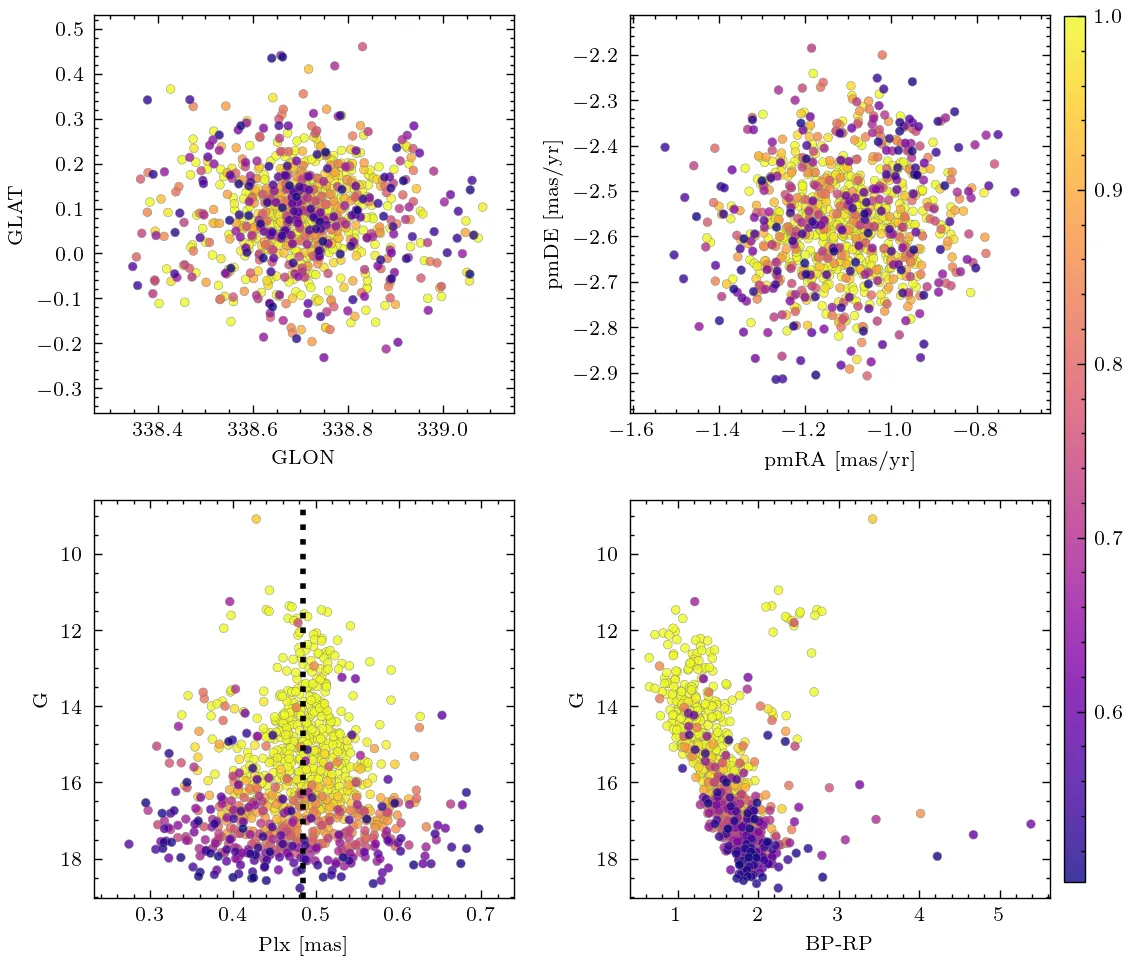 0.5
0.4
0.3
0.2
0.1
0.0
−0.1
−0.2
−0.3
GLAT
338.4 338.6 338.8 339.0
GLON
−2.2
−2.3
−2.4
−2.5
−2.6
−2.7
−2.8
−2.9
pmDE [mas/yr]
−1.6 −1.4 −1.2 −1.0 −0.8
pmRA [mas/yr]
10
12
14
16
18
G
0.3 0.4 0.5 0.6 0.7
Plx [mas]
10
12
14
16
18
G
1 2 3 4 5
BP-RP
1.0
0.9
0.8
0.7
0.6